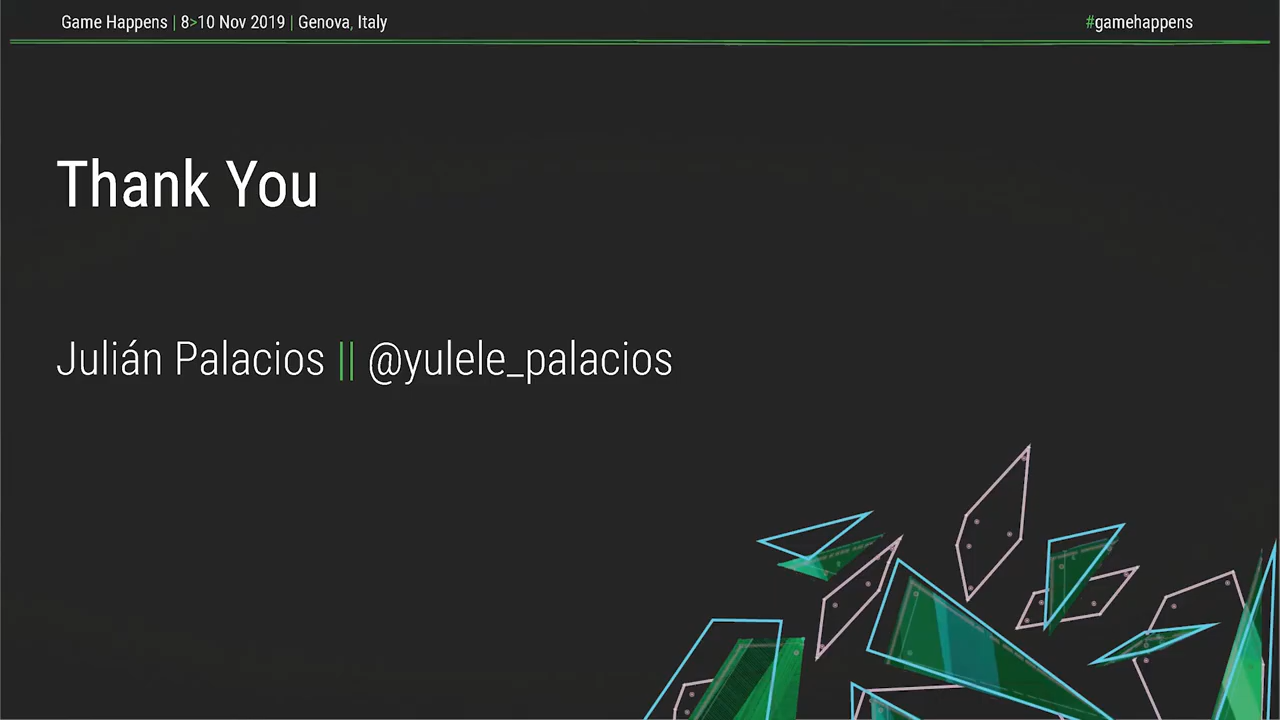 Game Happens | 8>10 Nov 2019 | Genova, Italy
#gamehappens
Thank You
Julián Palacios || @yulele_palacios